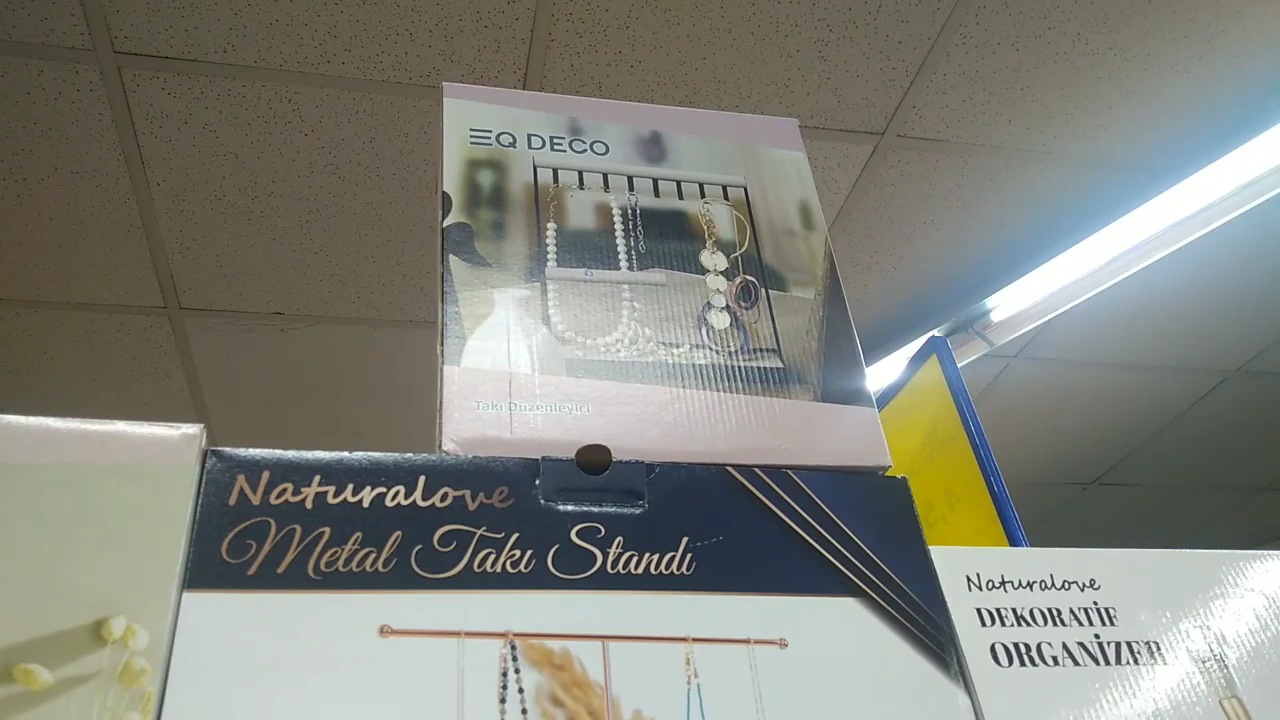 EQ DECO
Takı Düzenleyici
Naturalove
Metal Takı Standı
Naturalove
DEKORATİF
ORGANİZER